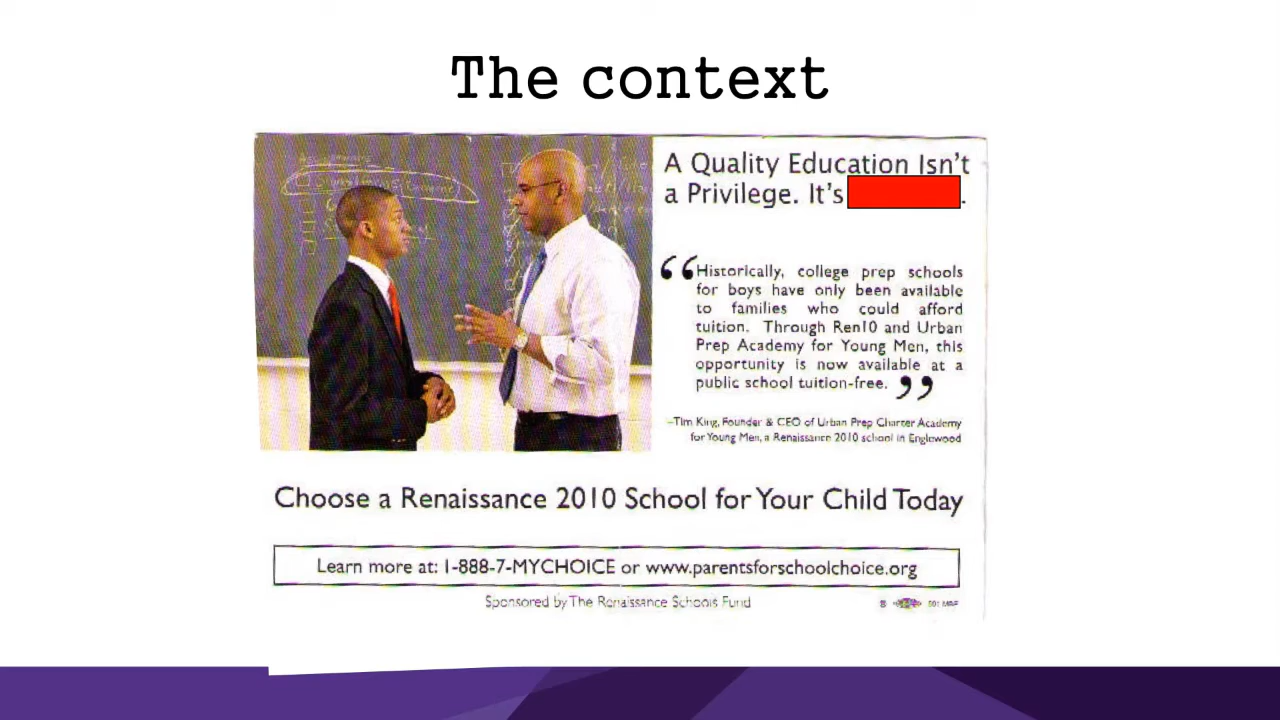 The context
A Quality Education Isn't
a Privilege. It's .
“Historically, college prep schools
for boys have only been available
to families who could afford
tuition. Through Ren10 and Urban
Prep Academy for Young Men, this
opportunity is now available at a
public school tuition-free.”
–Tim King, Founder & CEO of Urban Prep Charter Academy
for Young Men, a Renaissance 2010 school in Englewood
Choose a Renaissance 2010 School for Your Child Today
Learn more at: 1-888-7-MYCHOICE or www.parentsforschoolchoice.org
Sponsored by The Renaissance Schools Fund